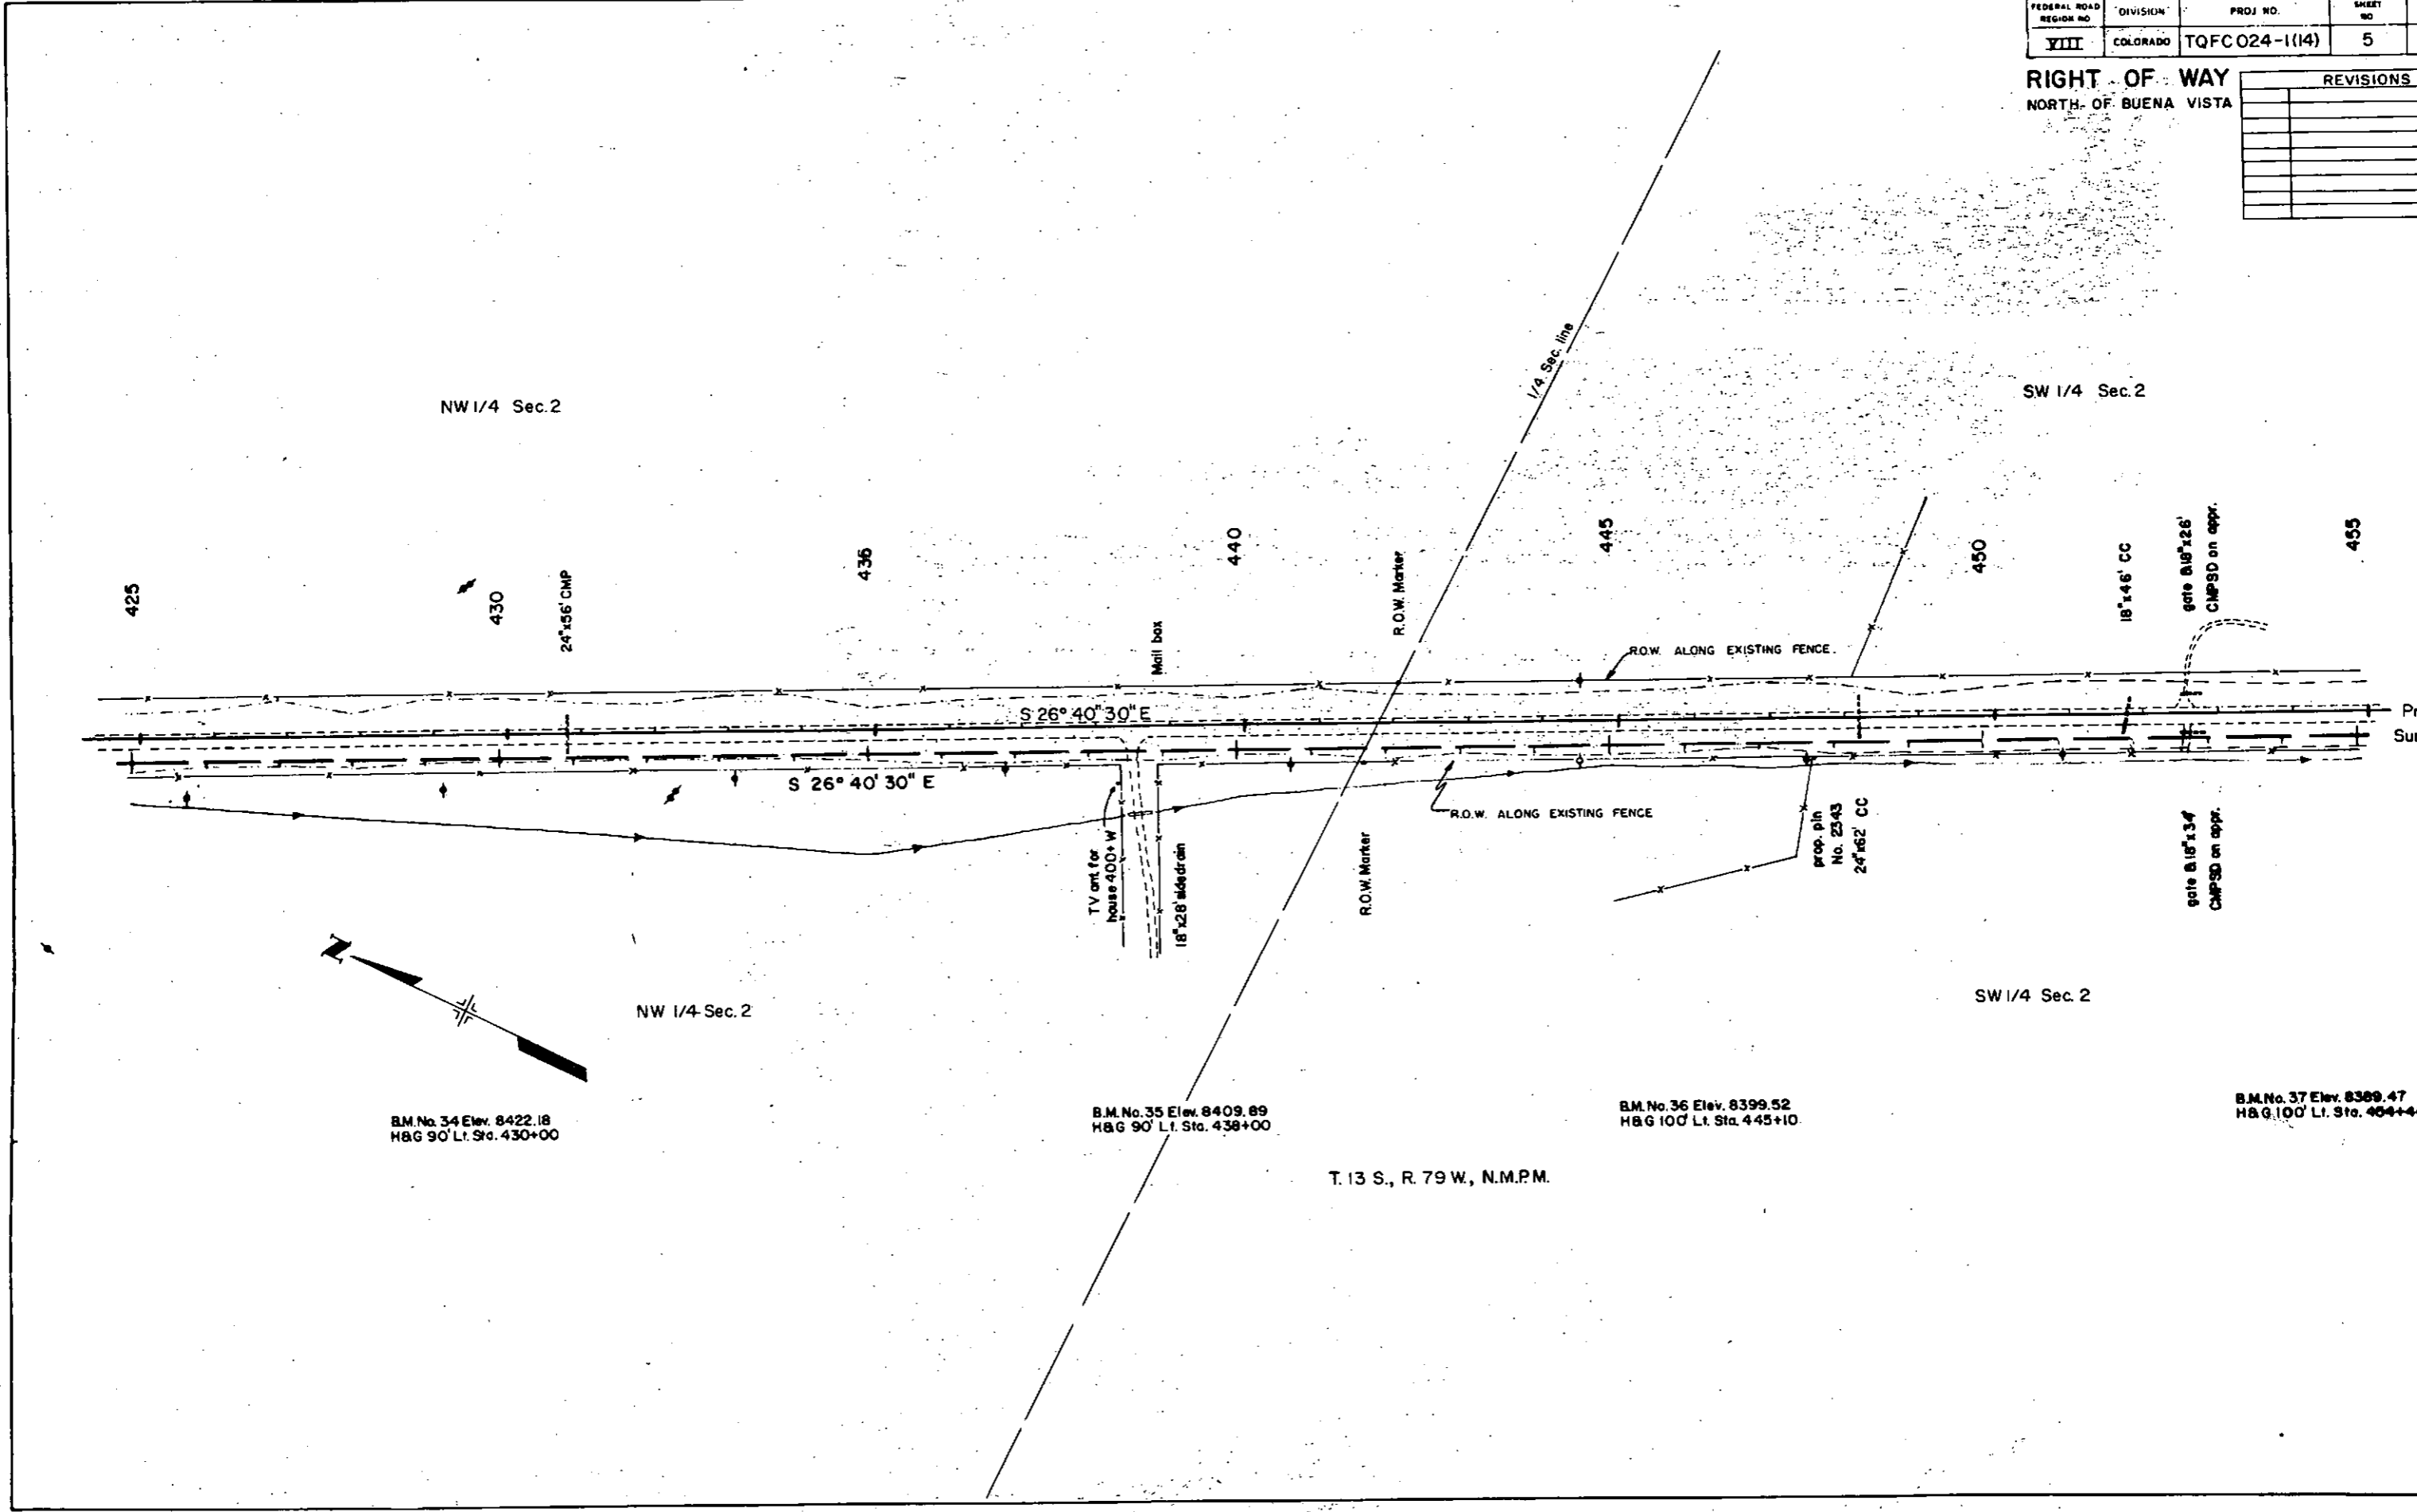 FEDERAL ROAD REGION NO DIVISION PROJ NO. SHEET NO
VIII COLORADO TQFC 024-1(14) 5
RIGHT OF WAY
NORTH OF BUENA VISTA
REVISIONS
1/4 Sec. line
NW 1/4 Sec. 2
SW 1/4 Sec. 2
425
430
24"x56' CMP
435
Mail box
440
R.O.W. Marker
445
R.O.W. ALONG EXISTING FENCE.
450
18"x46' CC
gate & 18"x26'
CMPSD on appr.
455
S 26° 40" 30" E
S 26° 40' 30" E
R.O.W. ALONG EXISTING FENCE
TV ant. for
house 400+ W
18"x28' sidedrain
R.O.W. Marker
prop. pin
No. 2343
24"x62' CC
gate & 18"x34'
CMPSD on appr.
N
NW 1/4 Sec. 2
SW 1/4 Sec. 2
B.M. No. 34 Elev. 8422.18
H&G 90' Lt. Sta. 430+00
B.M. No. 35 Elev. 8409.89
H&G 90' Lt. Sta. 438+00
B.M. No. 36 Elev. 8399.52
H&G 100' Lt. Sta. 445+10
B.M. No. 37 Elev. 8389.47
H&G 100' Lt. Sta.
T. 13 S., R. 79 W., N.M.P.M.